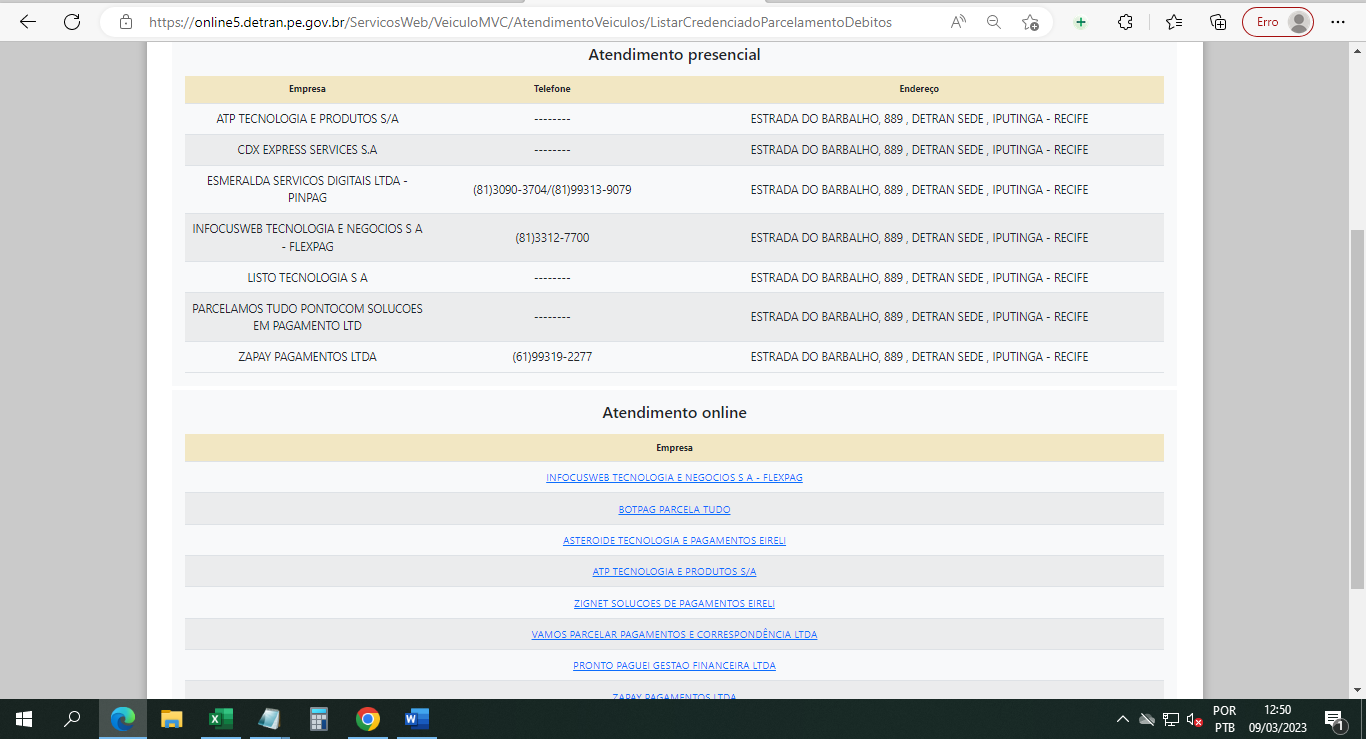 https://online5.detran.pe.gov.br/ServicosWeb/VeiculoMVC/AtendimentoVeiculos/ListarCredenciadoParcelamentoDebitos
Erro
Atendimento presencial
Empresa Telefone Endereço
ATP TECNOLOGIA E PRODUTOS S/A -------- ESTRADA DO BARBALHO, 889 , DETRAN SEDE , IPUTINGA - RECIFE
CDX EXPRESS SERVICES S.A -------- ESTRADA DO BARBALHO, 889 , DETRAN SEDE , IPUTINGA - RECIFE
ESMERALDA SERVICOS DIGITAIS LTDA -
PINPAG (81)3090-3704/(81)99313-9079 ESTRADA DO BARBALHO, 889 , DETRAN SEDE , IPUTINGA - RECIFE
INFOCUSWEB TECNOLOGIA E NEGOCIOS S A
- FLEXPAG (81)3312-7700 ESTRADA DO BARBALHO, 889 , DETRAN SEDE , IPUTINGA - RECIFE
LISTO TECNOLOGIA S A -------- ESTRADA DO BARBALHO, 889 , DETRAN SEDE , IPUTINGA - RECIFE
PARCELAMOS TUDO PONTOCOM SOLUCOES
EM PAGAMENTO LTD -------- ESTRADA DO BARBALHO, 889 , DETRAN SEDE , IPUTINGA - RECIFE
ZAPAY PAGAMENTOS LTDA (61)99319-2277 ESTRADA DO BARBALHO, 889 , DETRAN SEDE , IPUTINGA - RECIFE
Atendimento online
Empresa
INFOCUSWEB TECNOLOGIA E NEGOCIOS S A - FLEXPAG
BOTPAG PARCELA TUDO
ASTEROIDE TECNOLOGIA E PAGAMENTOS EIRELI
ATP TECNOLOGIA E PRODUTOS S/A
ZIGNET SOLUCOES DE PAGAMENTOS EIRELI
VAMOS PARCELAR PAGAMENTOS E CORRESPONDÊNCIA LTDA
PRONTO PAGUEI GESTAO FINANCEIRA LTDA
ZAPAY PAGAMENTOS LTDA
POR 12:50
PTB 09/03/2023
1